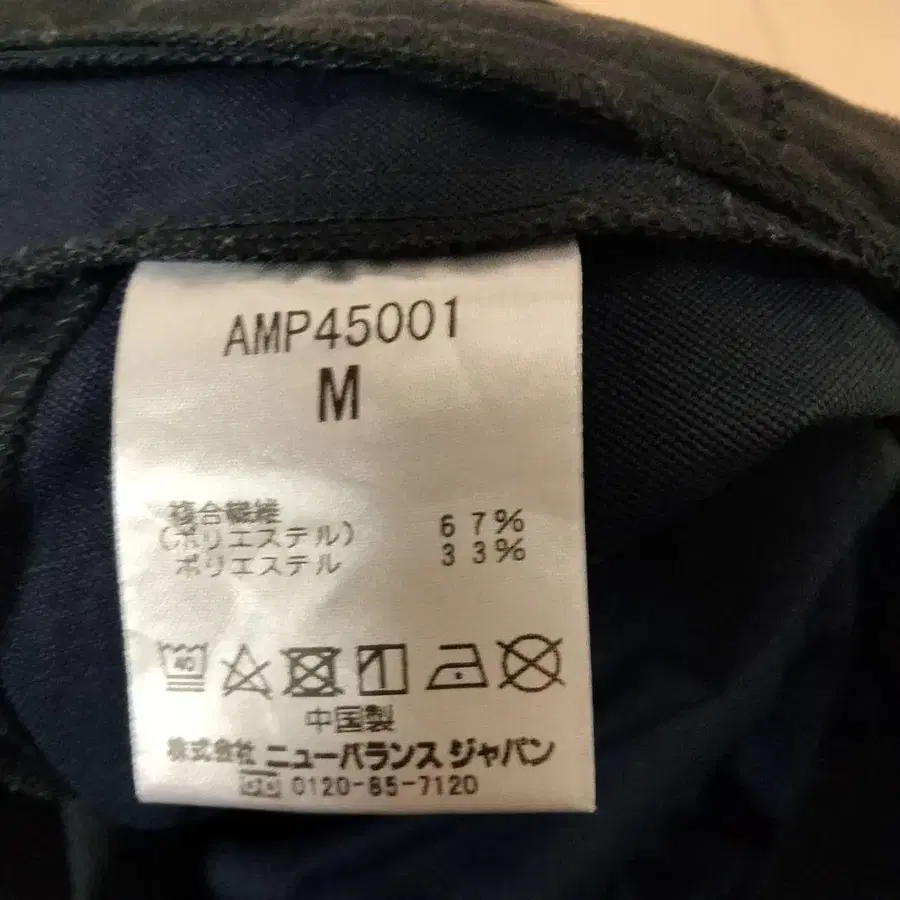 AMP45001
M
複合繊維
(ポリエステル) 67%
ポリエステル 33%
40
中国製
株式会社 ニューバランス ジャパン
0120-85-7120